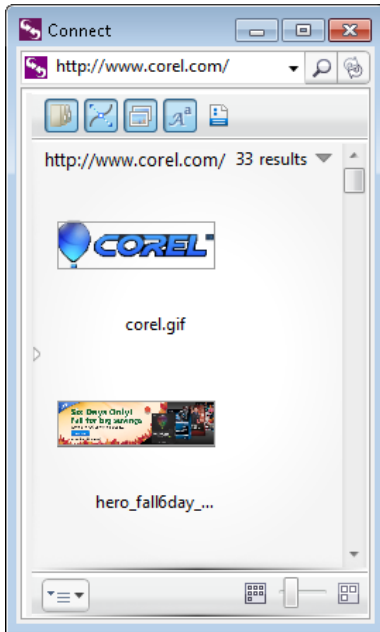 Connect
http://www.corel.com/
http://www.corel.com/ 33 results
COREL
corel.gif
Six Days Only!
Fall for big savings
hero_fall6day_...